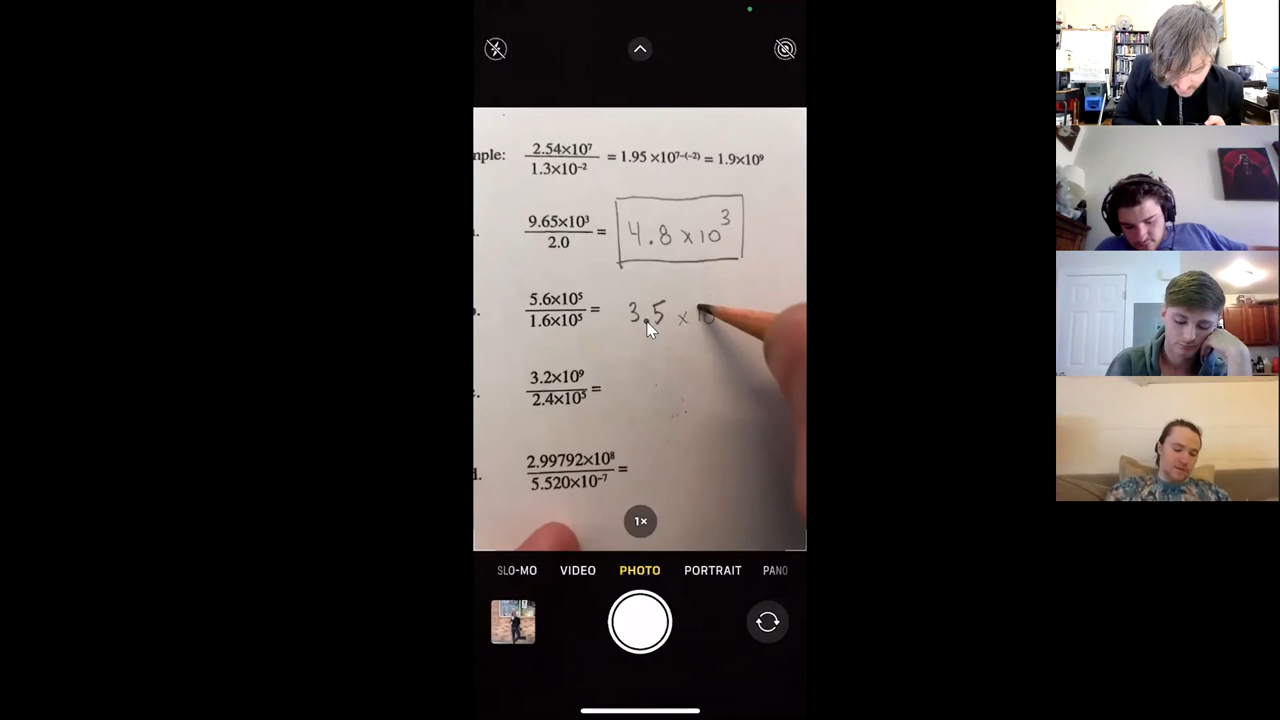 nple: 2.54×10⁷ / 1.3×10⁻² = 1.95 ×10⁷⁻⁽⁻²⁾ = 1.9×10⁹
. 9.65×10³ / 2.0 = 4.8 × 10³
. 5.6×10⁵ / 1.6×10⁵ = 3.5 × 10
. 3.2×10⁹ / 2.4×10⁵ =
d. 2.99792×10⁸ / 5.520×10⁻⁷ =
1×
SLO-MO VIDEO PHOTO PORTRAIT PANO